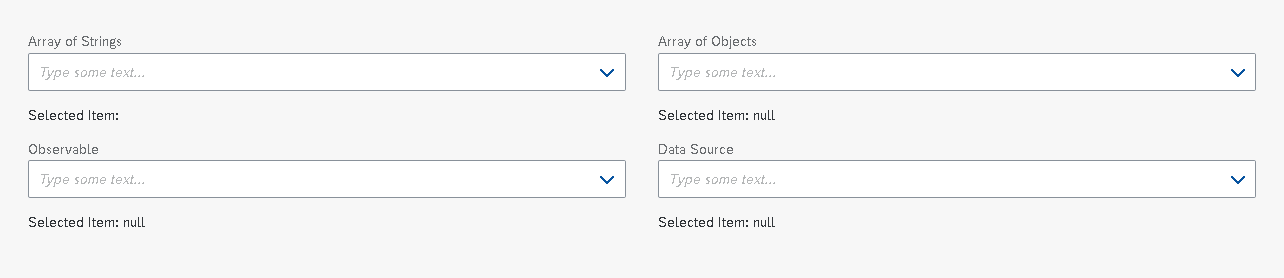 Array of Strings
Type some text...
Selected Item:
Array of Objects
Type some text...
Selected Item: null
Observable
Type some text...
Selected Item: null
Data Source
Type some text...
Selected Item: null